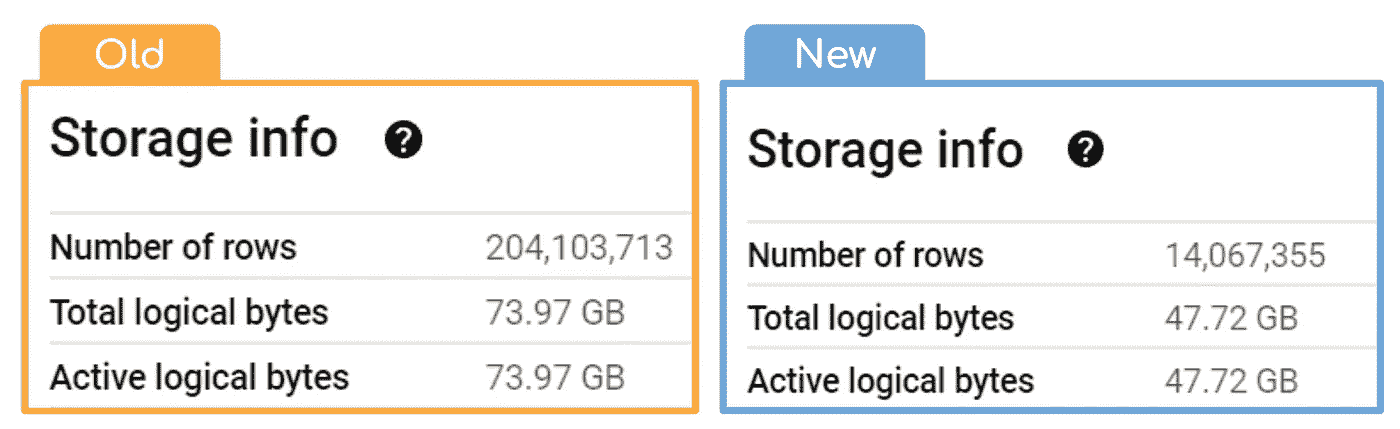 Old
Storage info ?
Number of rows 204,103,713
Total logical bytes 73.97 GB
Active logical bytes 73.97 GB
New
Storage info ?
Number of rows 14,067,355
Total logical bytes 47.72 GB
Active logical bytes 47.72 GB